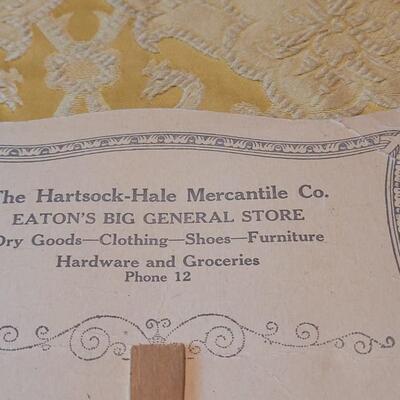 The Hartsock-Hale Mercantile Co.
EATON'S BIG GENERAL STORE
Dry Goods—Clothing—Shoes—Furniture
Hardware and Groceries
Phone 12